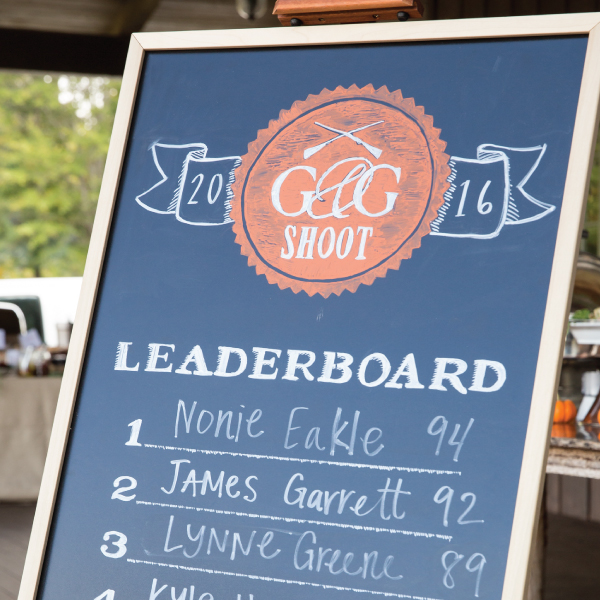 20 G&G 16
SHOOT
LEADERBOARD
1 Nonie Eakle 94
2 JAMES Garrett 92
3 LYNNe Greene 89